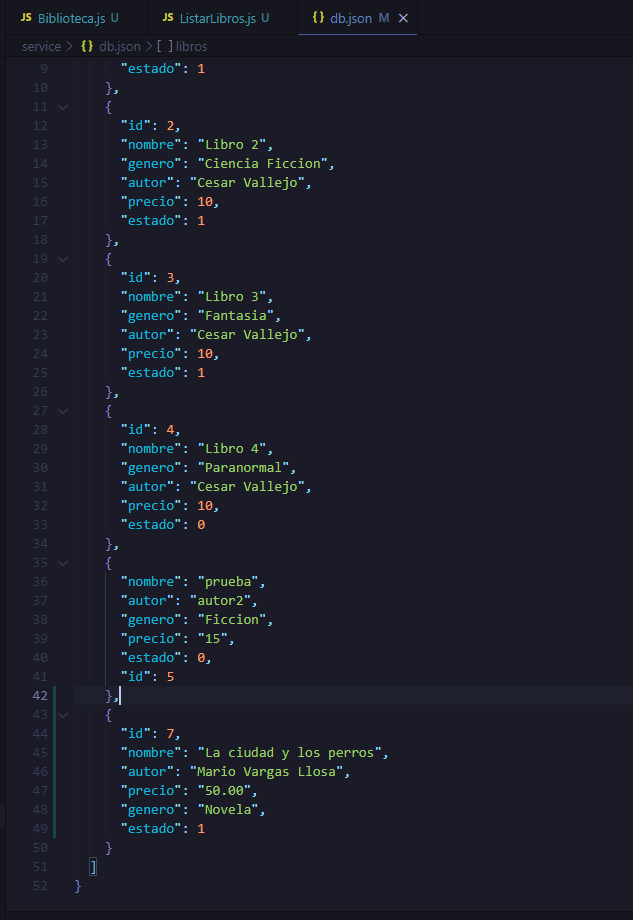 JS Biblioteca.js U JS ListarLibros.js U {} db.json M ×
service > {} db.json > [ ] libros
9 "estado": 1
10 },
11 {
12 "id": 2,
13 "nombre": "Libro 2",
14 "genero": "Ciencia Ficcion",
15 "autor": "Cesar Vallejo",
16 "precio": 10,
17 "estado": 1
18 },
19 {
20 "id": 3,
21 "nombre": "Libro 3",
22 "genero": "Fantasia",
23 "autor": "Cesar Vallejo",
24 "precio": 10,
25 "estado": 1
26 },
27 {
28 "id": 4,
29 "nombre": "Libro 4",
30 "genero": "Paranormal",
31 "autor": "Cesar Vallejo",
32 "precio": 10,
33 "estado": 0
34 },
35 {
36 "nombre": "prueba",
37 "autor": "autor2",
38 "genero": "Ficcion",
39 "precio": "15",
40 "estado": 0,
41 "id": 5
42 },
43 {
44 "id": 7,
45 "nombre": "La ciudad y los perros",
46 "autor": "Mario Vargas Llosa",
47 "precio": "50.00",
48 "genero": "Novela",
49 "estado": 1
50 }
51 ]
52 }